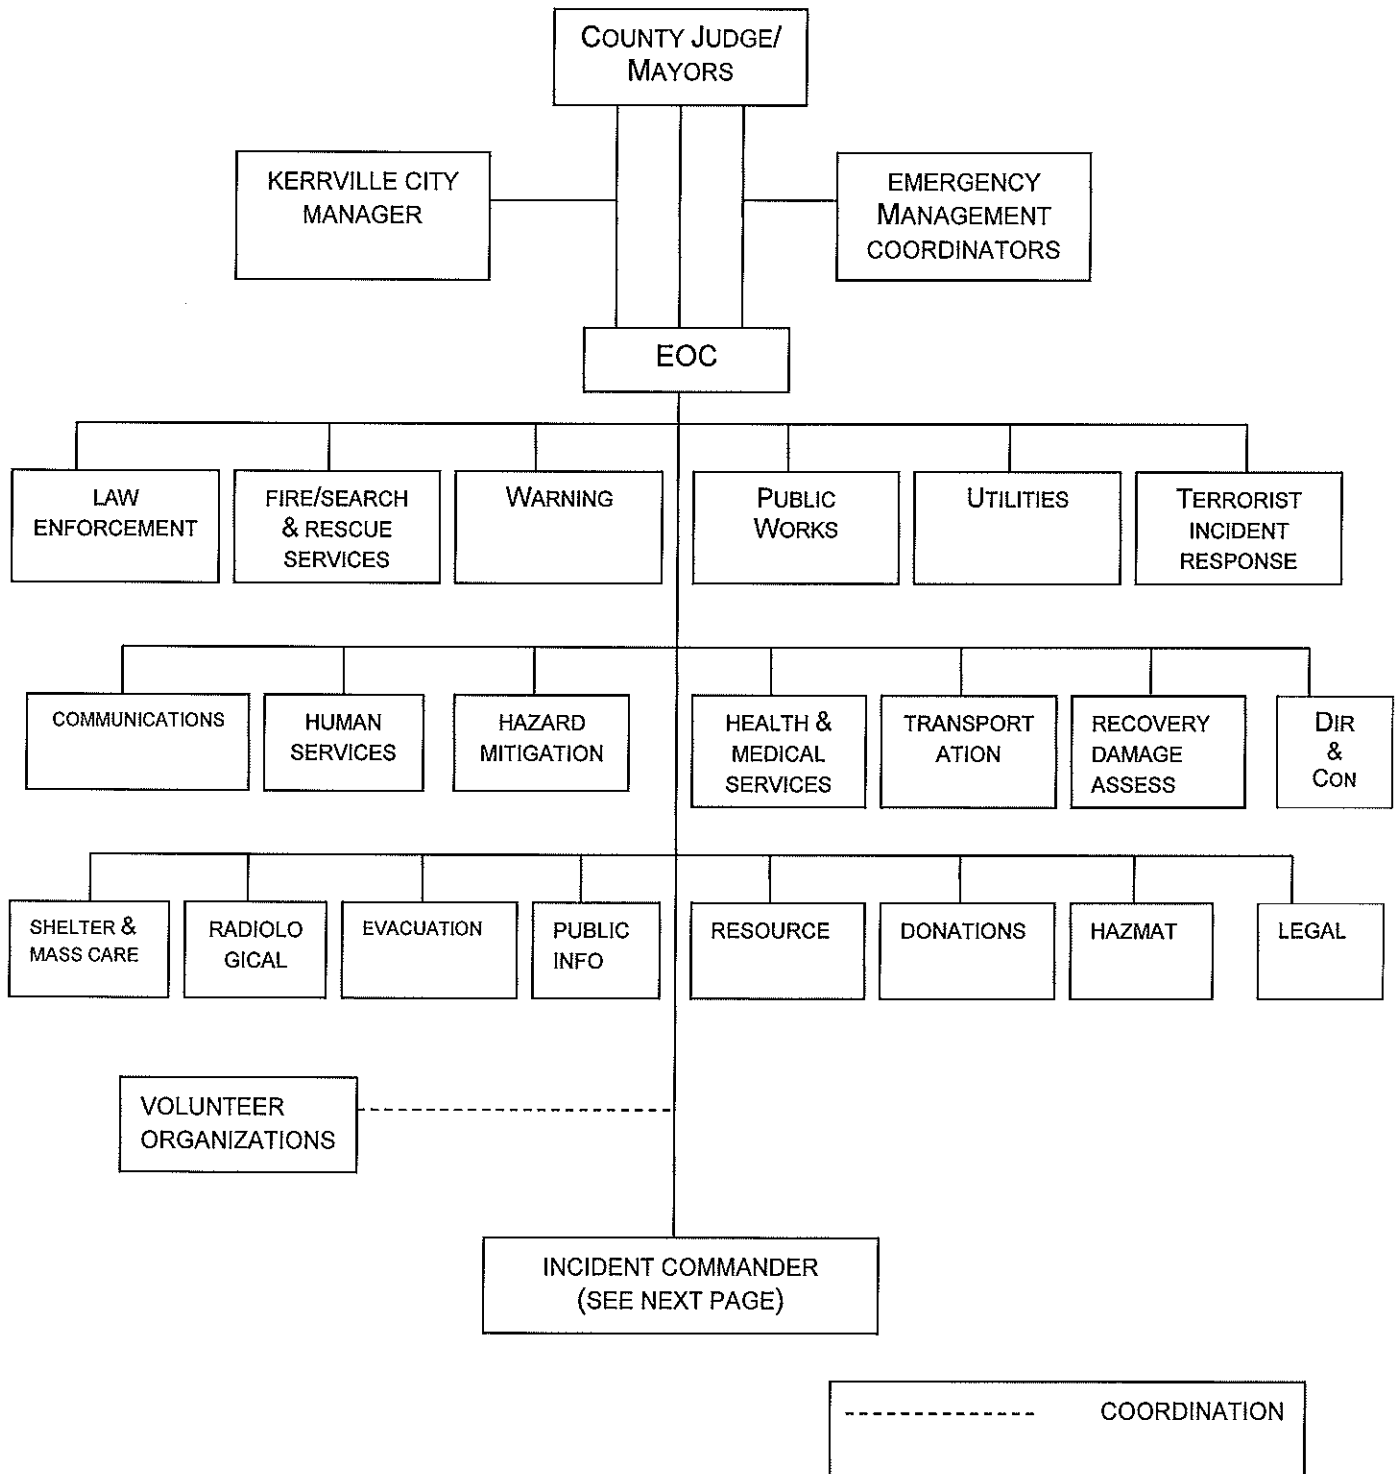 COUNTY JUDGE/
MAYORS
KERRVILLE CITY
MANAGER
EMERGENCY
MANAGEMENT
COORDINATORS
EOC
LAW
ENFORCEMENT
FIRE/SEARCH
& RESCUE
SERVICES
WARNING
PUBLIC
WORKS
UTILITIES
TERRORIST
INCIDENT
RESPONSE
COMMUNICATIONS
HUMAN
SERVICES
HAZARD
MITIGATION
HEALTH &
MEDICAL
SERVICES
TRANSPORT
ATION
RECOVERY
DAMAGE
ASSESS
DIR
&
CON
SHELTER &
MASS CARE
RADIOLO
GICAL
EVACUATION
PUBLIC
INFO
RESOURCE
DONATIONS
HAZMAT
LEGAL
VOLUNTEER
ORGANIZATIONS
INCIDENT COMMANDER
(SEE NEXT PAGE)
COORDINATION